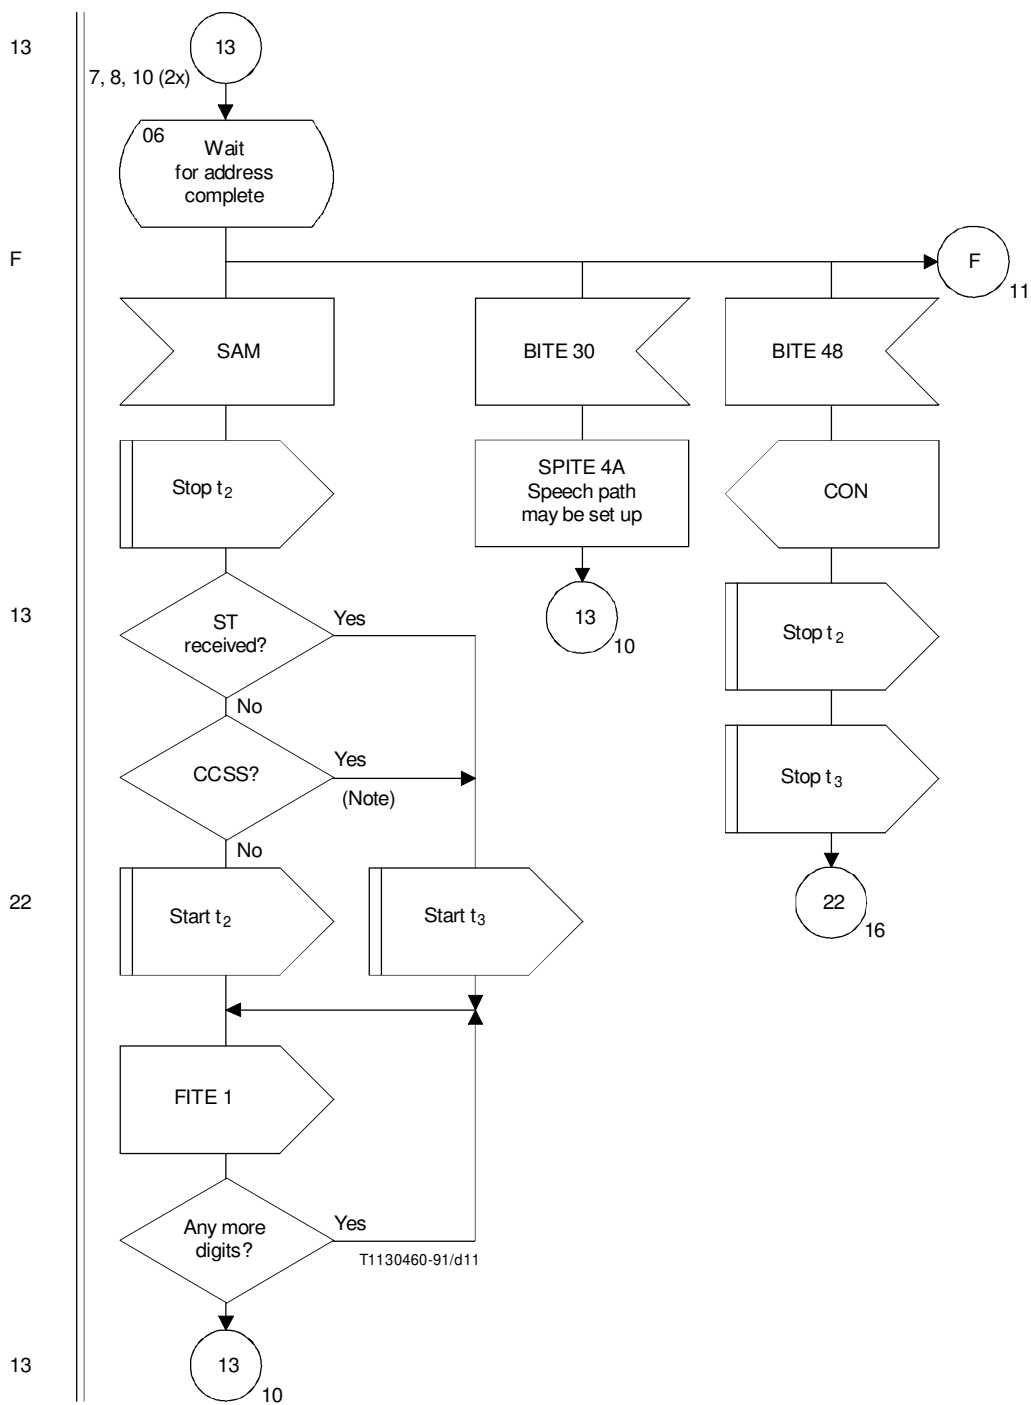 13
13
7, 8, 10 (2x)
06
Wait
for address
complete
F
F
11
SAM
BITE 30
BITE 48
Stop t2
SPITE 4A
Speech path
may be set up
CON
13
ST
received?
Yes
13
10
Stop t2
No
CCSS?
Yes
(Note)
Stop t3
No
22
Start t2
Start t3
22
16
FITE 1
Any more
digits?
Yes
T1130460-91/d11
13
13
10